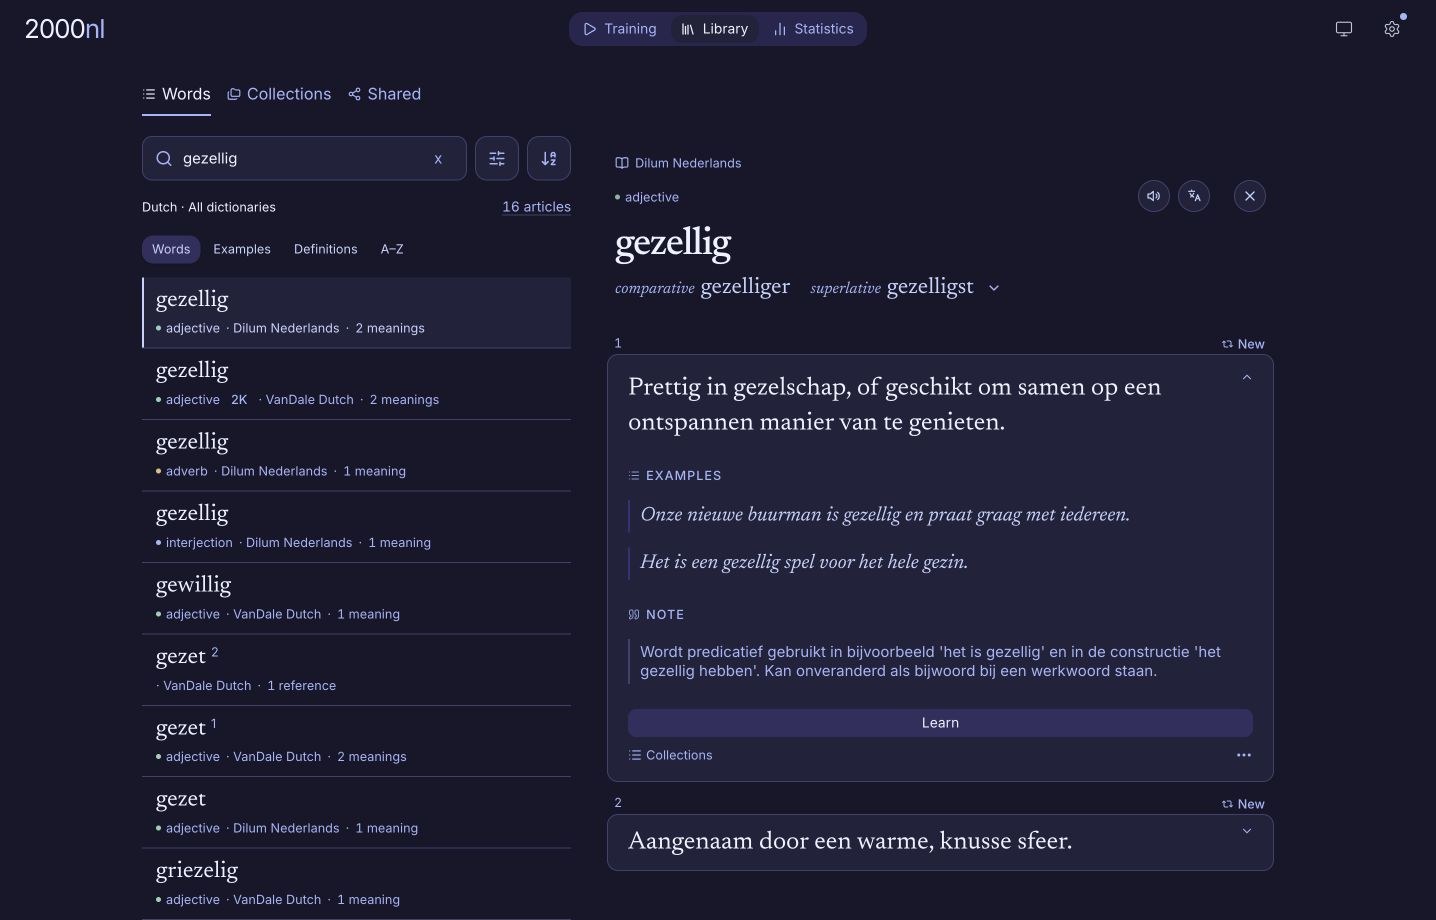 2000nl
Training
Library
Statistics
Words
Collections
Shared
gezellig
x
Dutch · All dictionaries
16 articles
Words
Examples
Definitions
A–Z
gezellig
adjective · Dilum Nederlands · 2 meanings
gezellig
adjective 2K · VanDale Dutch · 2 meanings
gezellig
adverb · Dilum Nederlands · 1 meaning
gezellig
interjection · Dilum Nederlands · 1 meaning
gewillig
adjective · VanDale Dutch · 1 meaning
gezet 2
· VanDale Dutch · 1 reference
gezet 1
adjective · VanDale Dutch · 2 meanings
gezet
adjective · Dilum Nederlands · 1 meaning
griezelig
adjective · VanDale Dutch · 1 meaning
Dilum Nederlands
adjective
gezellig
comparative gezelliger superlative gezelligst
1
New
Prettig in gezelschap, of geschikt om samen op een
ontspannen manier van te genieten.
EXAMPLES
Onze nieuwe buurman is gezellig en praat graag met iedereen.
Het is een gezellig spel voor het hele gezin.
NOTE
Wordt predicatief gebruikt in bijvoorbeeld 'het is gezellig' en in de constructie 'het
gezellig hebben'. Kan onveranderd als bijwoord bij een werkwoord staan.
Learn
Collections
2
New
Aangenaam door een warme, knusse sfeer.